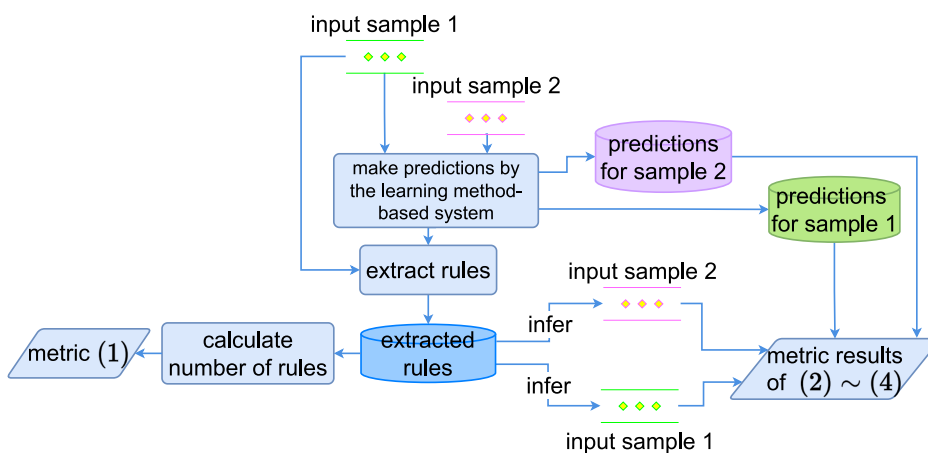 input sample 1
input sample 2
make predictions by
the learning method-
based system
predictions
for sample 2
predictions
for sample 1
extract rules
input sample 2
infer
metric (1)
calculate
number of rules
extracted
rules
metric results
of (2) ∼ (4)
infer
input sample 1